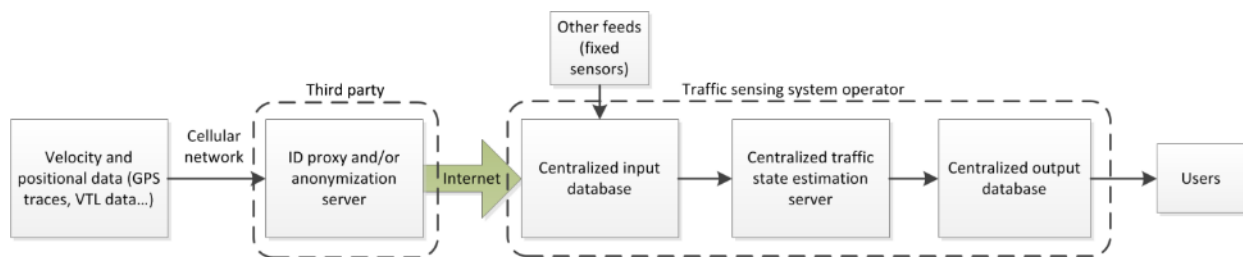 Other feeds
(fixed
sensors)
Third party
Traffic sensing system operator
Velocity and
positional data (GPS
traces, VTL data…)
Cellular
network
ID proxy and/or
anonymization
server
Internet
Centralized input
database
Centralized traffic
state estimation
server
Centralized output
database
Users